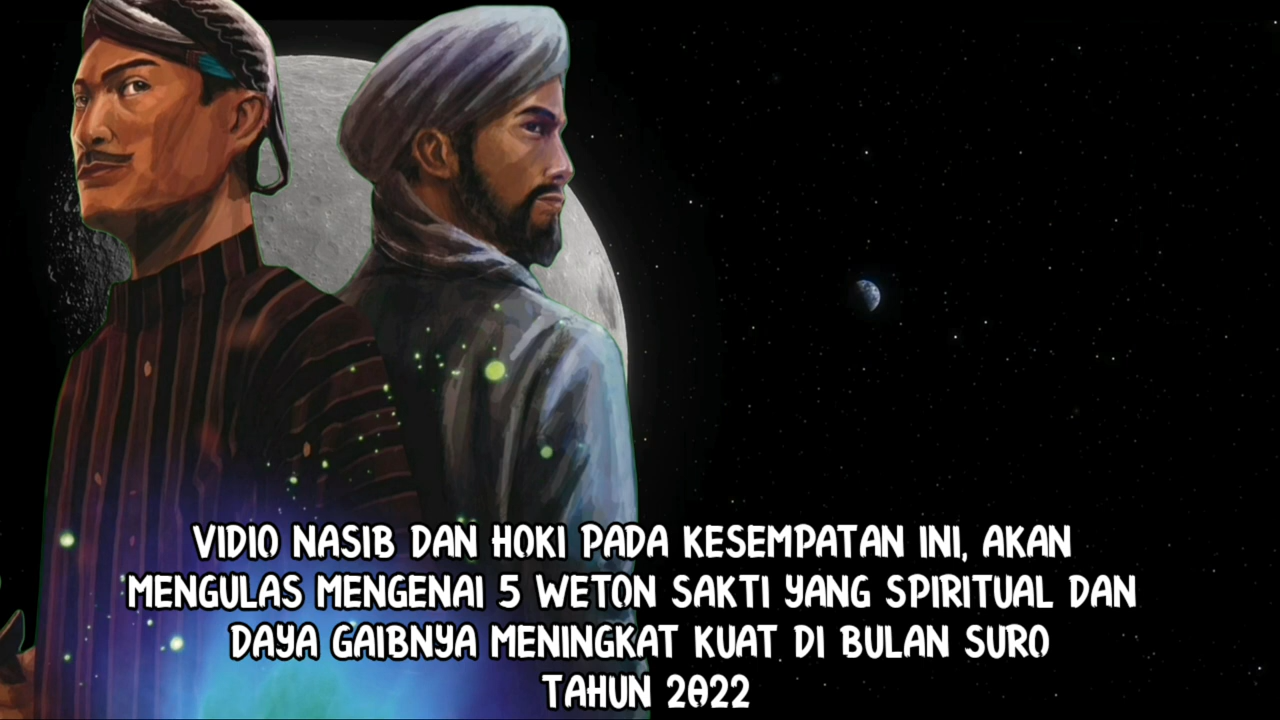 VIDIO NASIB DAN HOKI PADA KESEMPATAN INI, AKAN
MENGULAS MENGENAI 5 WETON SAKTI YANG SPIRITUAL DAN
DAYA GAIBNYA MENINGKAT KUAT DI BULAN SURO
TAHUN 2022